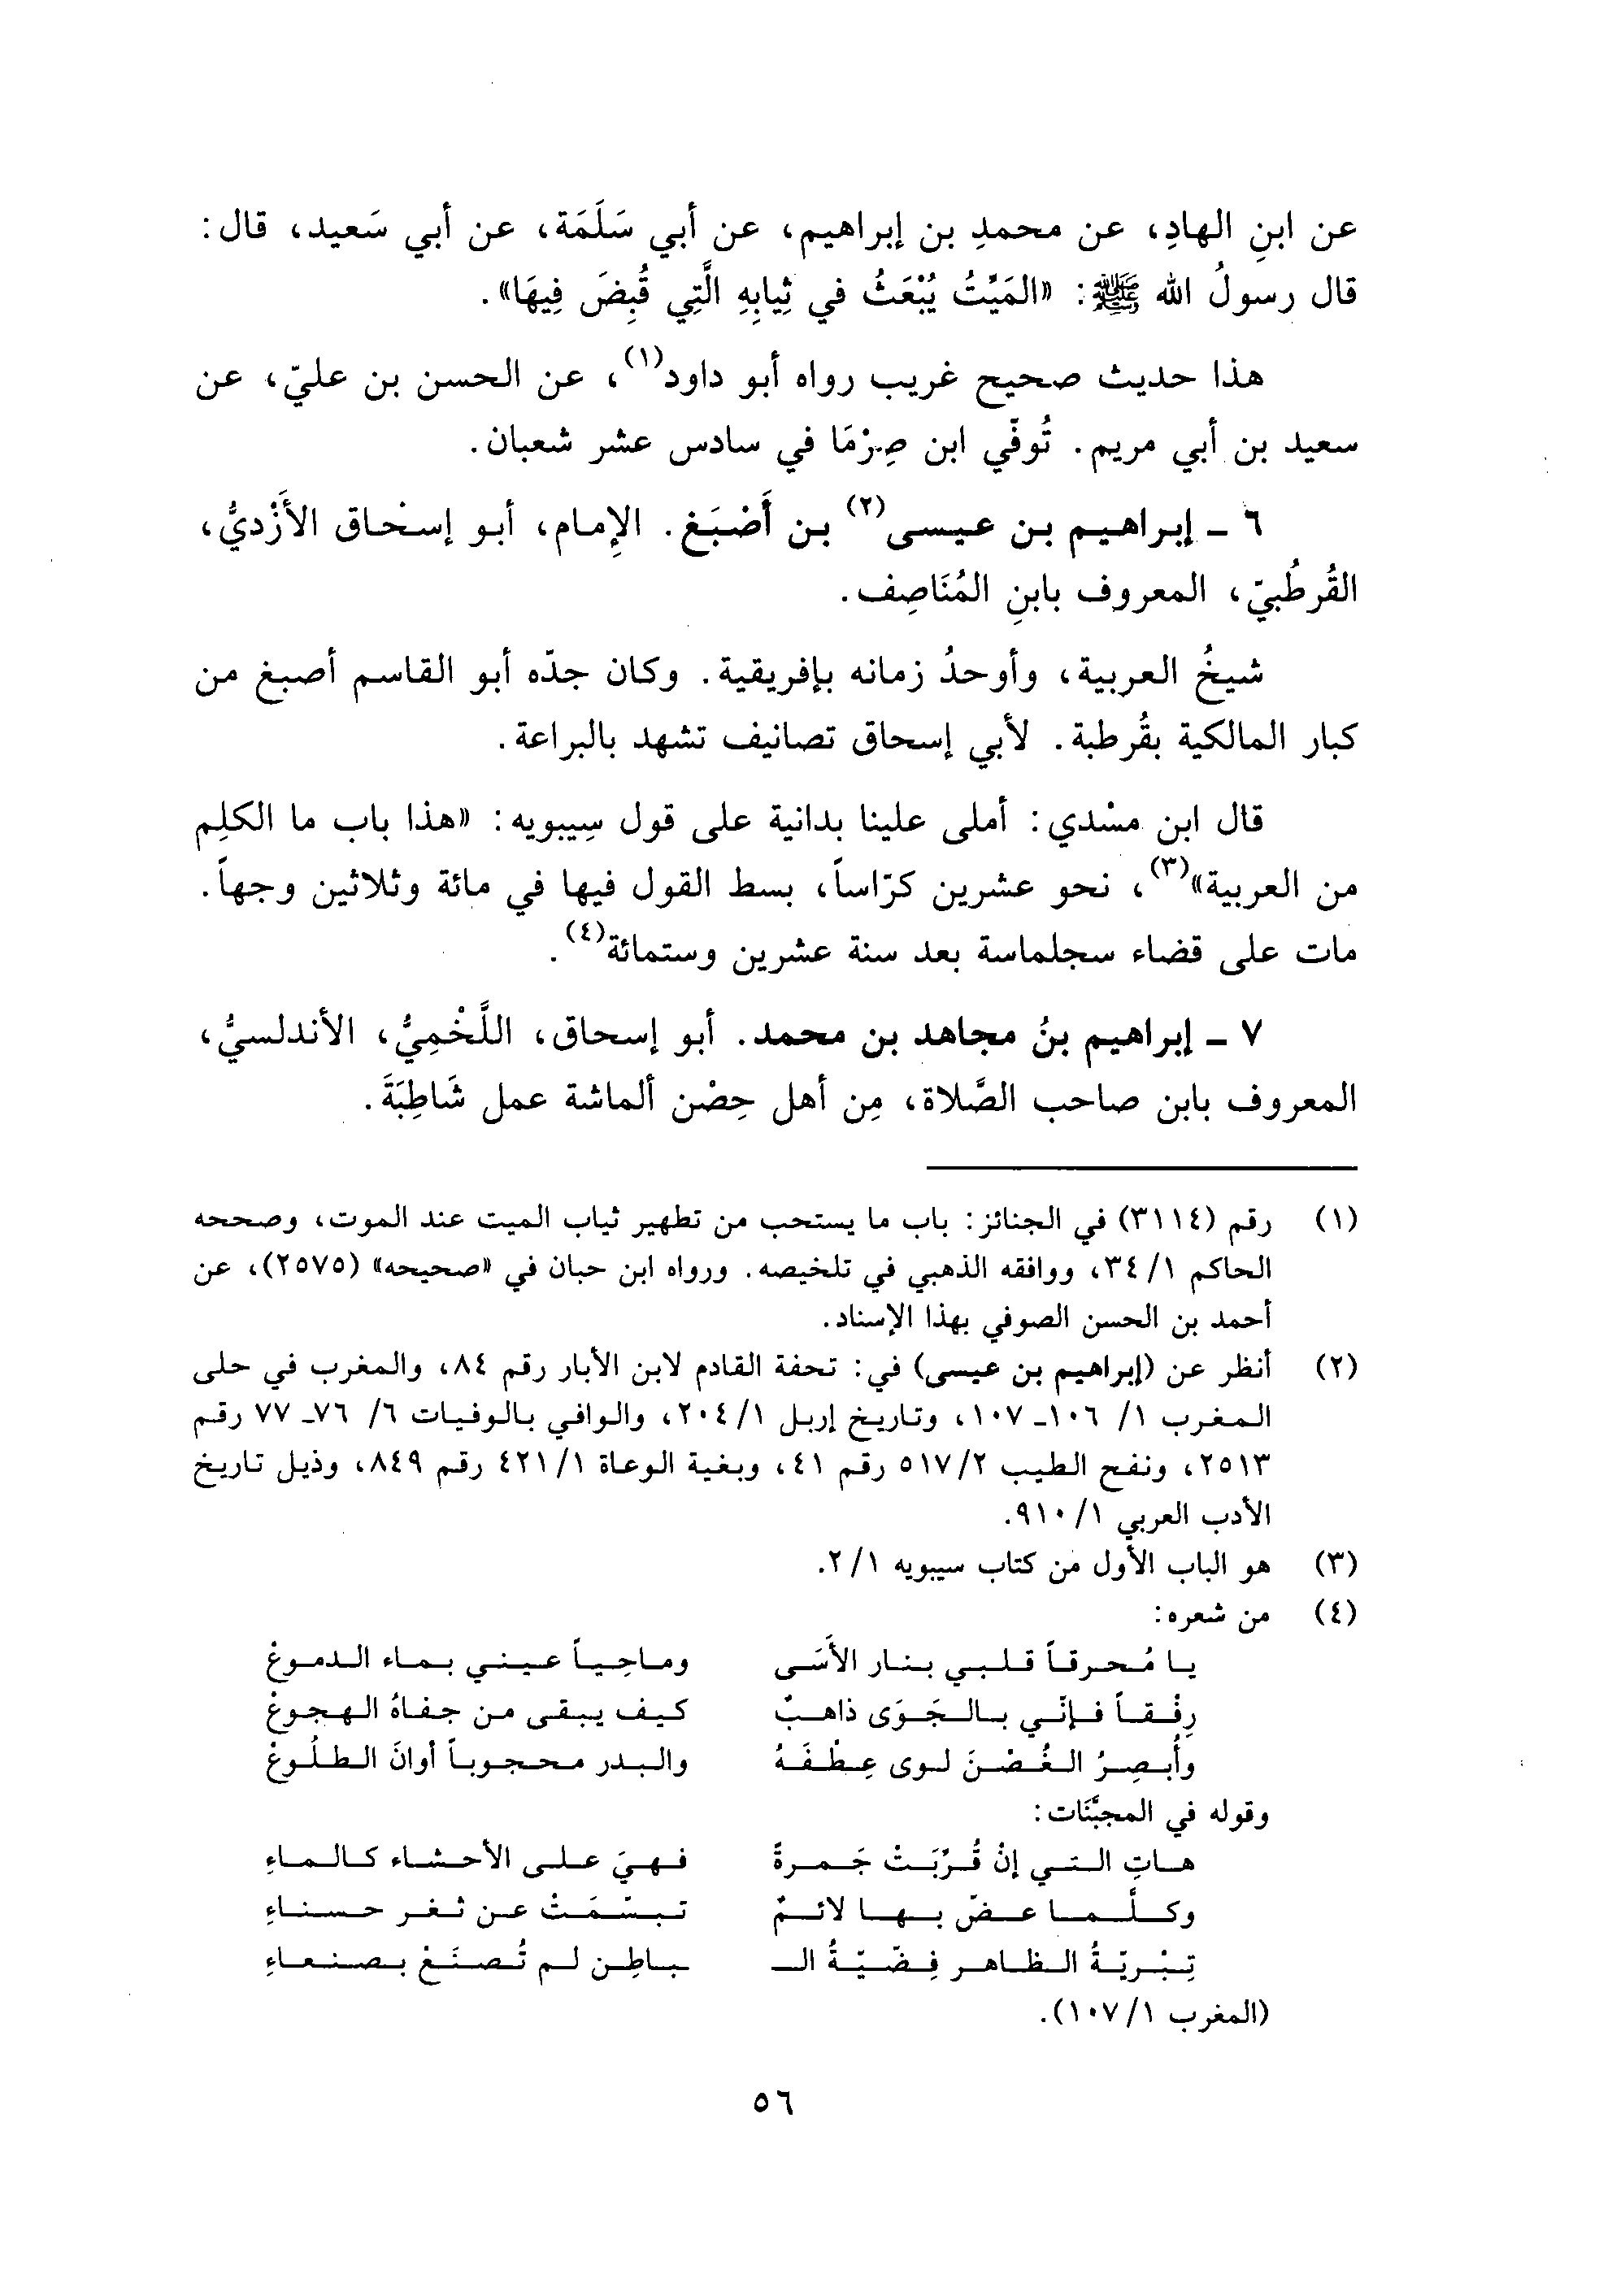 عن ابنِ الهادِ، عن محمدِ بن إبراهيم، عن أبي سَلَمَة، عن أبي سَعيد، قال:
قال رسولُ الله ﷺ: «المَيِّتُ يُبْعَثُ في ثِيابِهِ الَّتِي قُبِضَ فِيهَا».
هذا حديث صحيح غريب رواه أبو داود(١)، عن الحسن بن عليّ، عن
سعيد بن أبي مريم. تُوفّي ابن صِرْمَا في سادس عشر شعبان.
٦ ـ إبراهيم بن عيسى(٢) بن أَصْبَغ. الإِمام، أبو إسحاق الأَزْديُّ،
القُرطُبيّ، المعروف بابنِ المُنَاصِف.
شيخُ العربية، وأوحدُ زمانه بإفريقية. وكان جدّه أبو القاسم أصبغ من
كبار المالكية بقُرطبة. لأبي إسحاق تصانيف تشهد بالبراعة.
قال ابن مسْدي: أملى علينا بدانية على قول سِيبويه: «هذا باب ما الكلِم
من العربية»(٣)، نحو عشرين كرّاساً، بسط القول فيها في مائة وثلاثين وجهاً.
مات على قضاء سجلماسة بعد سنة عشرين وستمائة(٤).
٧ ـ إبراهيم بنُ مجاهد بن محمد. أبو إسحاق، اللَّخْمِيُّ، الأندلسيُّ،
المعروف بابن صاحب الصَّلاة، مِن أهل حِصْن ألماشة عمل شَاطِبَةَ.
(١) رقم (٣١١٤) في الجنائز: باب ما يستحب من تطهير ثياب الميت عند الموت، وصححه
الحاكم ٣٤/١، ووافقه الذهبي في تلخيصه. ورواه ابن حبان في «صحيحه» (٢٥٧٥)، عن
أحمد بن الحسن الصوفي بهذا الإسناد.
(٢) أنظر عن (إبراهيم بن عيسى) في: تحفة القادم لابن الأبار رقم ٨٤، والمغرب في حلى
المغرب ١/ ١٠٦ـ ١٠٧، وتاريخ إربل ٢٠٤/١، والوافي بالوفيات ٦/ ٧٦ـ ٧٧ رقم
٢٥١٣، ونفح الطيب ٥١٧/٢ رقم ٤١، وبغية الوعاة ٤٢١/١ رقم ٨٤٩، وذيل تاريخ
الأدب العربي ٩١٠/١.
(٣) هو الباب الأول من كتاب سيبويه ٢/١.
(٤) من شعره:
يا مُحرقاً قلبي بنار الأَسَى وماحِياً عيني بماء الدموعْ
رِفْقاً فإنّي بالجَوَى ذاهبٌ كيف يبقى من جفاهُ الهجوعْ
وأُبصِرُ الغُصْنَ لوى عِطْفَهُ والبدر محجوباً أوانَ الطلُوعْ
وقوله في المجبَّنَات:
هاتِ التي إنْ قُرِّبَتْ جَمرةً فهيَ على الأحشاء كالماءِ
وكلَّما عضّ بها لائمٌ تبسّمَتْ عن ثغر حسناءِ
تِبْريّةُ الظاهر فِضّيّةُ الـ ـباطِن لم تُصنَعْ بصنعاءِ
(المغرب ١٠٧/١).
٥٦